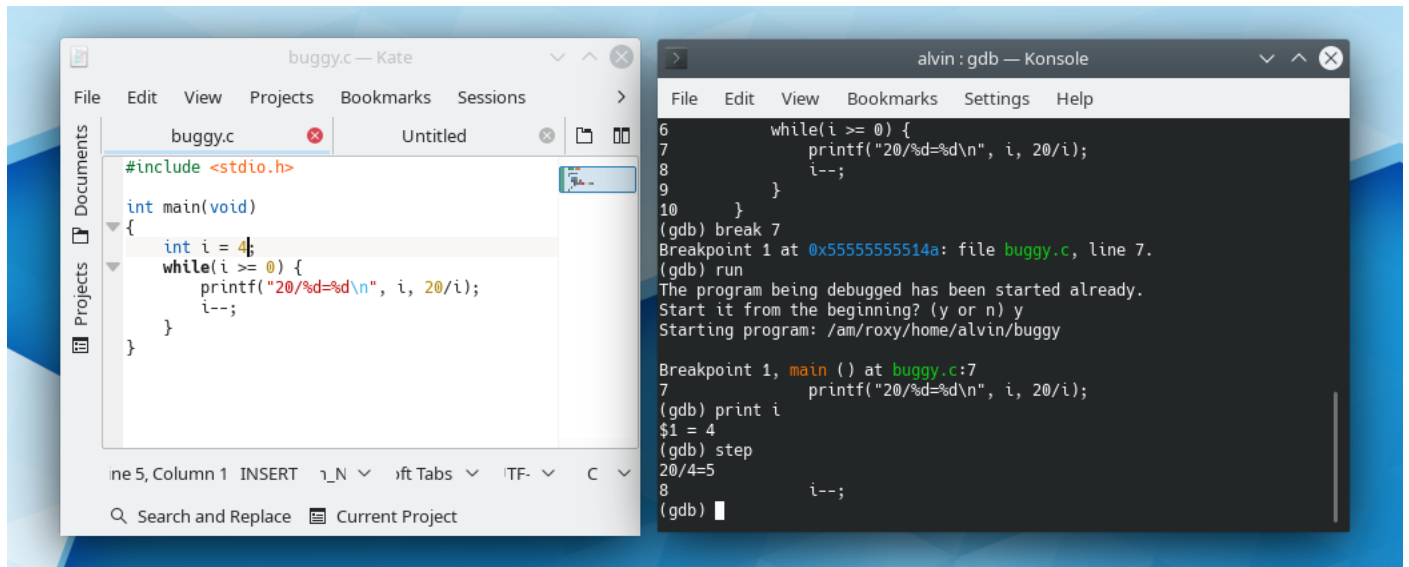 buggy.c — Kate
File Edit View Projects Bookmarks Sessions
Documents
Projects
buggy.c Untitled
#include <stdio.h>
int main(void)
{
    int i = 4;
    while(i >= 0) {
        printf("20/%d=%d\n", i, 20/i);
        i--;
    }
}
ine 5, Column 1 INSERT n_N oft Tabs TF- C
Search and Replace Current Project
alvin : gdb — Konsole
File Edit View Bookmarks Settings Help
6           while(i >= 0) {
7               printf("20/%d=%d\n", i, 20/i);
8               i--;
9           }
10      }
(gdb) break 7
Breakpoint 1 at 0x55555555514a: file buggy.c, line 7.
(gdb) run
The program being debugged has been started already.
Start it from the beginning? (y or n) y
Starting program: /am/roxy/home/alvin/buggy
Breakpoint 1, main () at buggy.c:7
7               printf("20/%d=%d\n", i, 20/i);
(gdb) print i
$1 = 4
(gdb) step
20/4=5
8               i--;
(gdb)